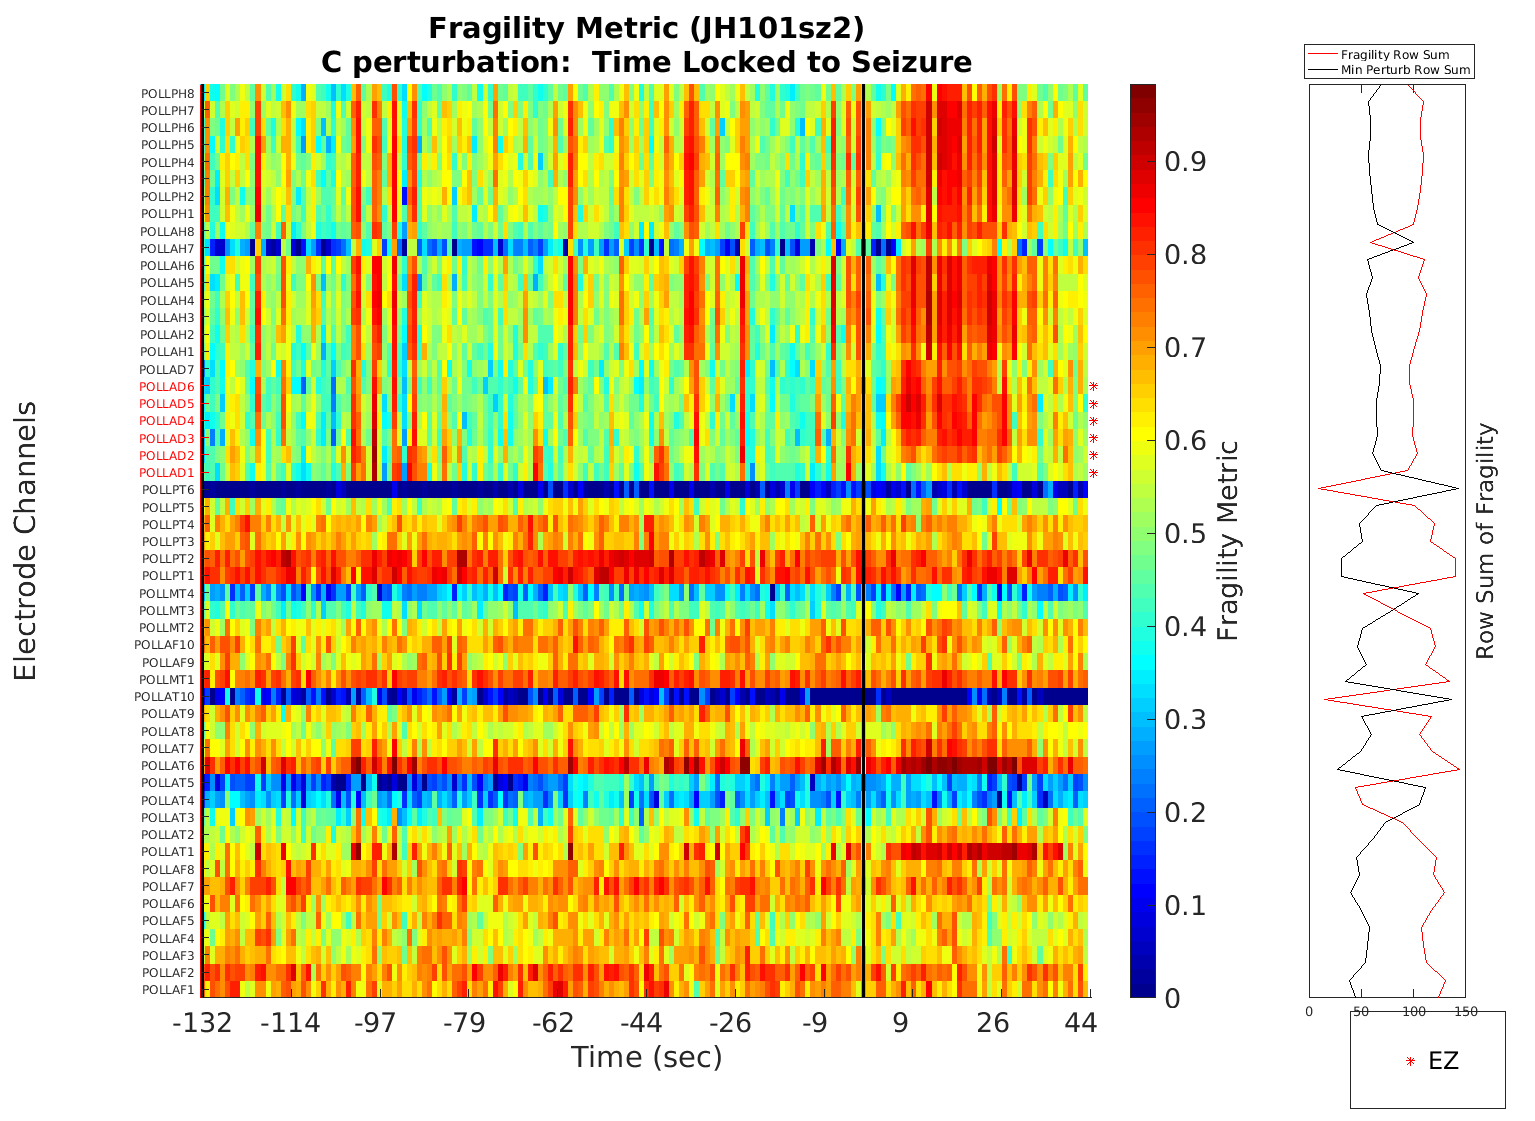 Fragility Metric (JH101sz2)
C perturbation:  Time Locked to Seizure
Electrode Channels
POLLPH8
POLLPH7
POLLPH6
POLLPH5
POLLPH4
POLLPH3
POLLPH2
POLLPH1
POLLAH8
POLLAH7
POLLAH6
POLLAH5
POLLAH4
POLLAH3
POLLAH2
POLLAH1
POLLAD7
POLLAD6
POLLAD5
POLLAD4
POLLAD3
POLLAD2
POLLAD1
POLLPT6
POLLPT5
POLLPT4
POLLPT3
POLLPT2
POLLPT1
POLLMT4
POLLMT3
POLLMT2
POLLAF10
POLLAF9
POLLMT1
POLLAT10
POLLAT9
POLLAT8
POLLAT7
POLLAT6
POLLAT5
POLLAT4
POLLAT3
POLLAT2
POLLAT1
POLLAF8
POLLAF7
POLLAF6
POLLAF5
POLLAF4
POLLAF3
POLLAF2
POLLAF1
-132 -114 -97 -79 -62 -44 -26 -9 9 26 44
Time (sec)
0.9
0.8
0.7
0.6
0.5
0.4
0.3
0.2
0.1
0
Fragility Metric
Fragility Row Sum
Min Perturb Row Sum
0 50 100 150
Row Sum of Fragility
* EZ